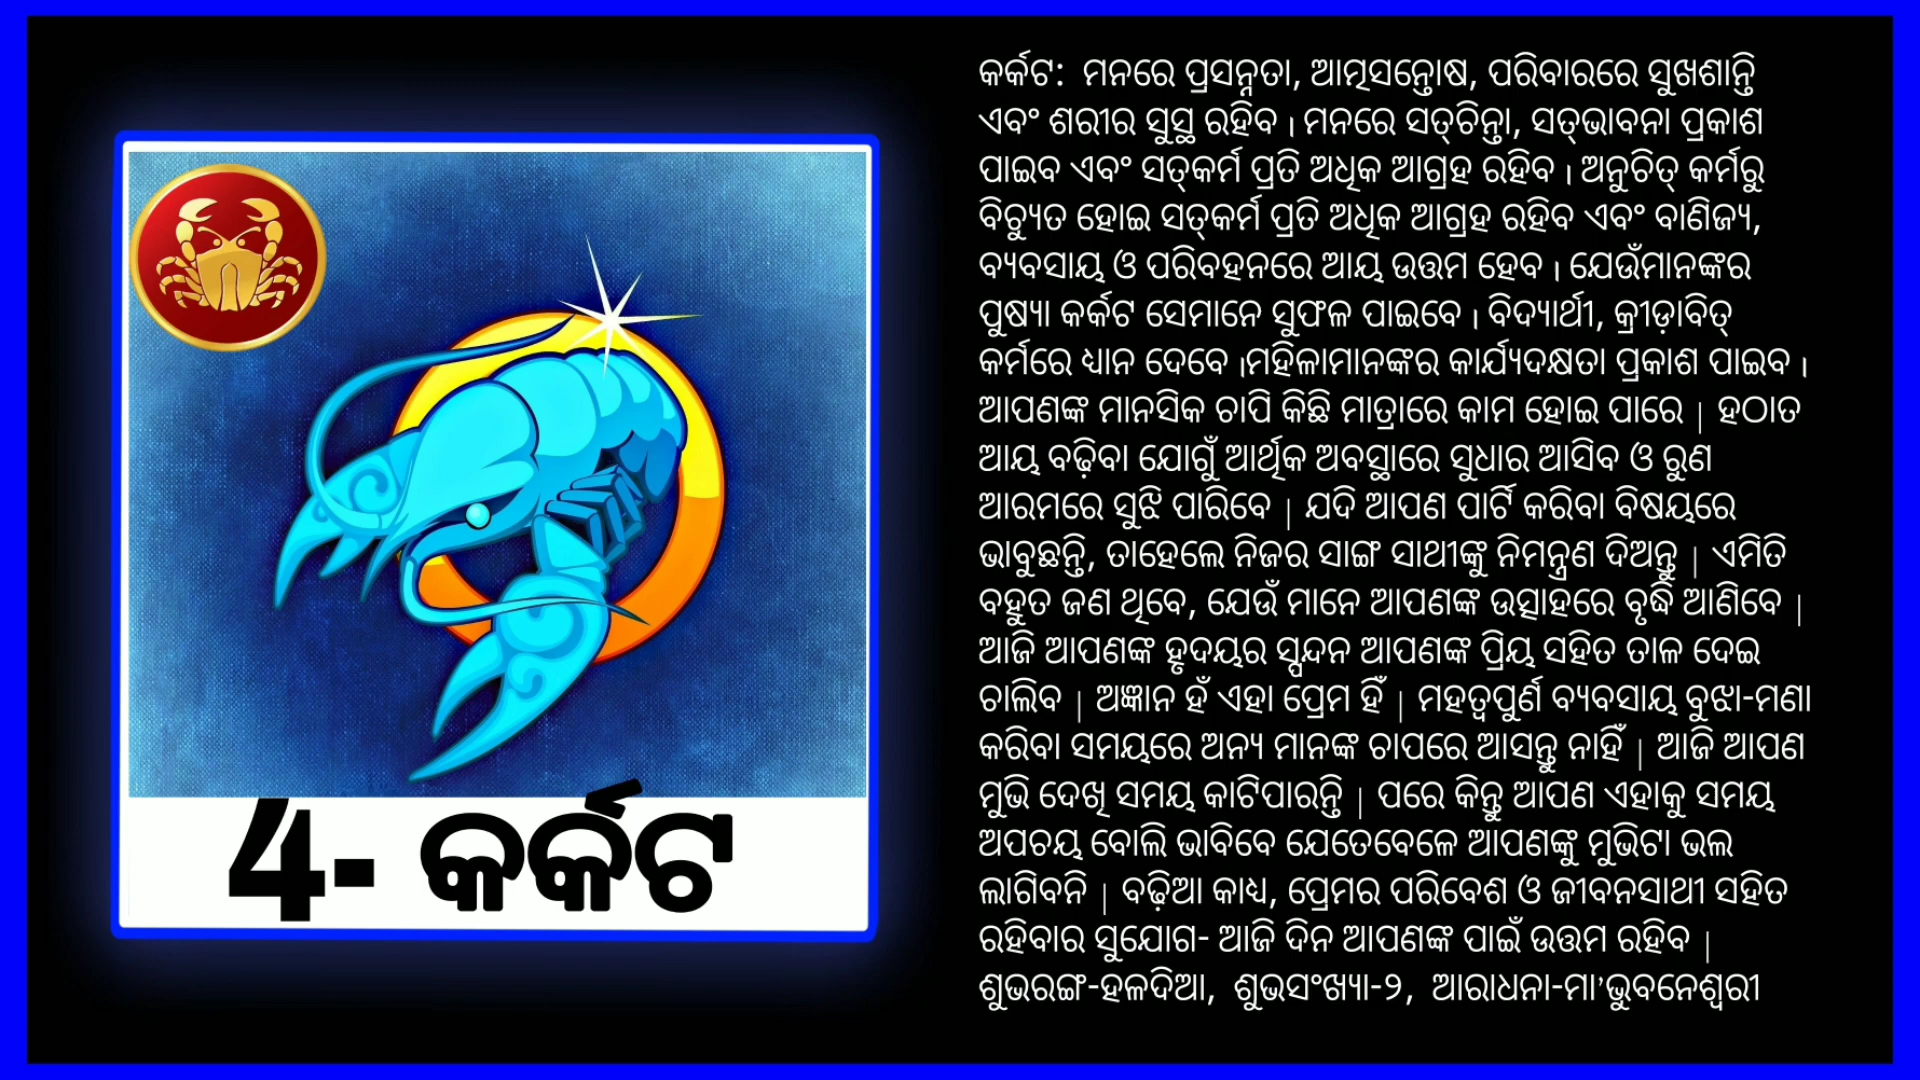 4- କର୍କଟ
କର୍କଟ: ମନରେ ପ୍ରସନ୍ନତା, ଆତ୍ମସନ୍ତୋଷ, ପରିବାରରେ ସୁଖଶାନ୍ତି
ଏବଂ ଶରୀର ସୁସ୍ଥ ରହିବ । ମନରେ ସତ୍‌ଚିନ୍ତା, ସତ୍‌ଭାବନା ପ୍ରକାଶ
ପାଇବ ଏବଂ ସତ୍‌କର୍ମ ପ୍ରତି ଅଧିକ ଆଗ୍ରହ ରହିବ । ଅନୁଚିତ୍ କର୍ମରୁ
ବିଚ୍ୟୁତ ହୋଇ ସତ୍‌କର୍ମ ପ୍ରତି ଅଧିକ ଆଗ୍ରହ ରହିବ ଏବଂ ବାଣିଜ୍ୟ,
ବ୍ୟବସାୟ ଓ ପରିବହନରେ ଆୟ ଉତ୍ତମ ହେବ । ଯେଉଁମାନଙ୍କର
ପୁଷ୍ୟା କର୍କଟ ସେମାନେ ସୁଫଳ ପାଇବେ । ବିଦ୍ୟାର୍ଥୀ, କ୍ରୀଡ଼ାବିତ୍
କର୍ମରେ ଧ୍ୟାନ ଦେବେ ।ମହିଳାମାନଙ୍କର କାର୍ଯ୍ୟଦକ୍ଷତା ପ୍ରକାଶ ପାଇବ ।
ଆପଣଙ୍କ ମାନସିକ ଚାପି କିଛି ମାତ୍ରାରେ କାମ ହୋଇ ପାରେ | ହଠାତ
ଆୟ ବଢ଼ିବା ଯୋଗୁଁ ଆର୍ଥିକ ଅବସ୍ଥାରେ ସୁଧାର ଆସିବ ଓ ରୁଣ
ଆରମରେ ସୁଝି ପାରିବେ | ଯଦି ଆପଣ ପାର୍ଟି କରିବା ବିଷୟରେ
ଭାବୁଛନ୍ତି, ତାହେଲେ ନିଜର ସାଙ୍ଗ ସାଥୀଙ୍କୁ ନିମନ୍ତ୍ରଣ ଦିଅନ୍ତୁ | ଏମିତି
ବହୁତ ଜଣ ଥିବେ, ଯେଉଁ ମାନେ ଆପଣଙ୍କ ଉତ୍ସାହରେ ବୃଦ୍ଧି ଆଣିବେ |
ଆଜି ଆପଣଙ୍କ ହୃଦୟର ସ୍ପନ୍ଦନ ଆପଣଙ୍କ ପ୍ରିୟ ସହିତ ତାଳ ଦେଇ
ଚାଲିବ | ଅଜ୍ଞାନ ହଁ ଏହା ପ୍ରେମ ହିଁ | ମହତ୍ୱପୁର୍ଣ ବ୍ୟବସାୟ ବୁଝା-ମଣା
କରିବା ସମୟରେ ଅନ୍ୟ ମାନଙ୍କ ଚାପରେ ଆସନ୍ତୁ ନାହିଁ | ଆଜି ଆପଣ
ମୁଭି ଦେଖି ସମୟ କାଟିପାରନ୍ତି | ପରେ କିନ୍ତୁ ଆପଣ ଏହାକୁ ସମୟ
ଅପଚୟ ବୋଲି ଭାବିବେ ଯେତେବେଳେ ଆପଣଙ୍କୁ ମୁଭିଟା ଭଲ
ଲାଗିବନି | ବଢ଼ିଆ କାଧ୍ୟ, ପ୍ରେମର ପରିବେଶ ଓ ଜୀବନସାଥୀ ସହିତ
ରହିବାର ସୁଯୋଗ- ଆଜି ଦିନ ଆପଣଙ୍କ ପାଇଁ ଉତ୍ତମ ରହିବ |
ଶୁଭରଙ୍ଗ-ହଳଦିଆ, ଶୁଭସଂଖ୍ୟା-୨, ଆରାଧନା-ମା'ଭୁବନେଶ୍ୱରୀ